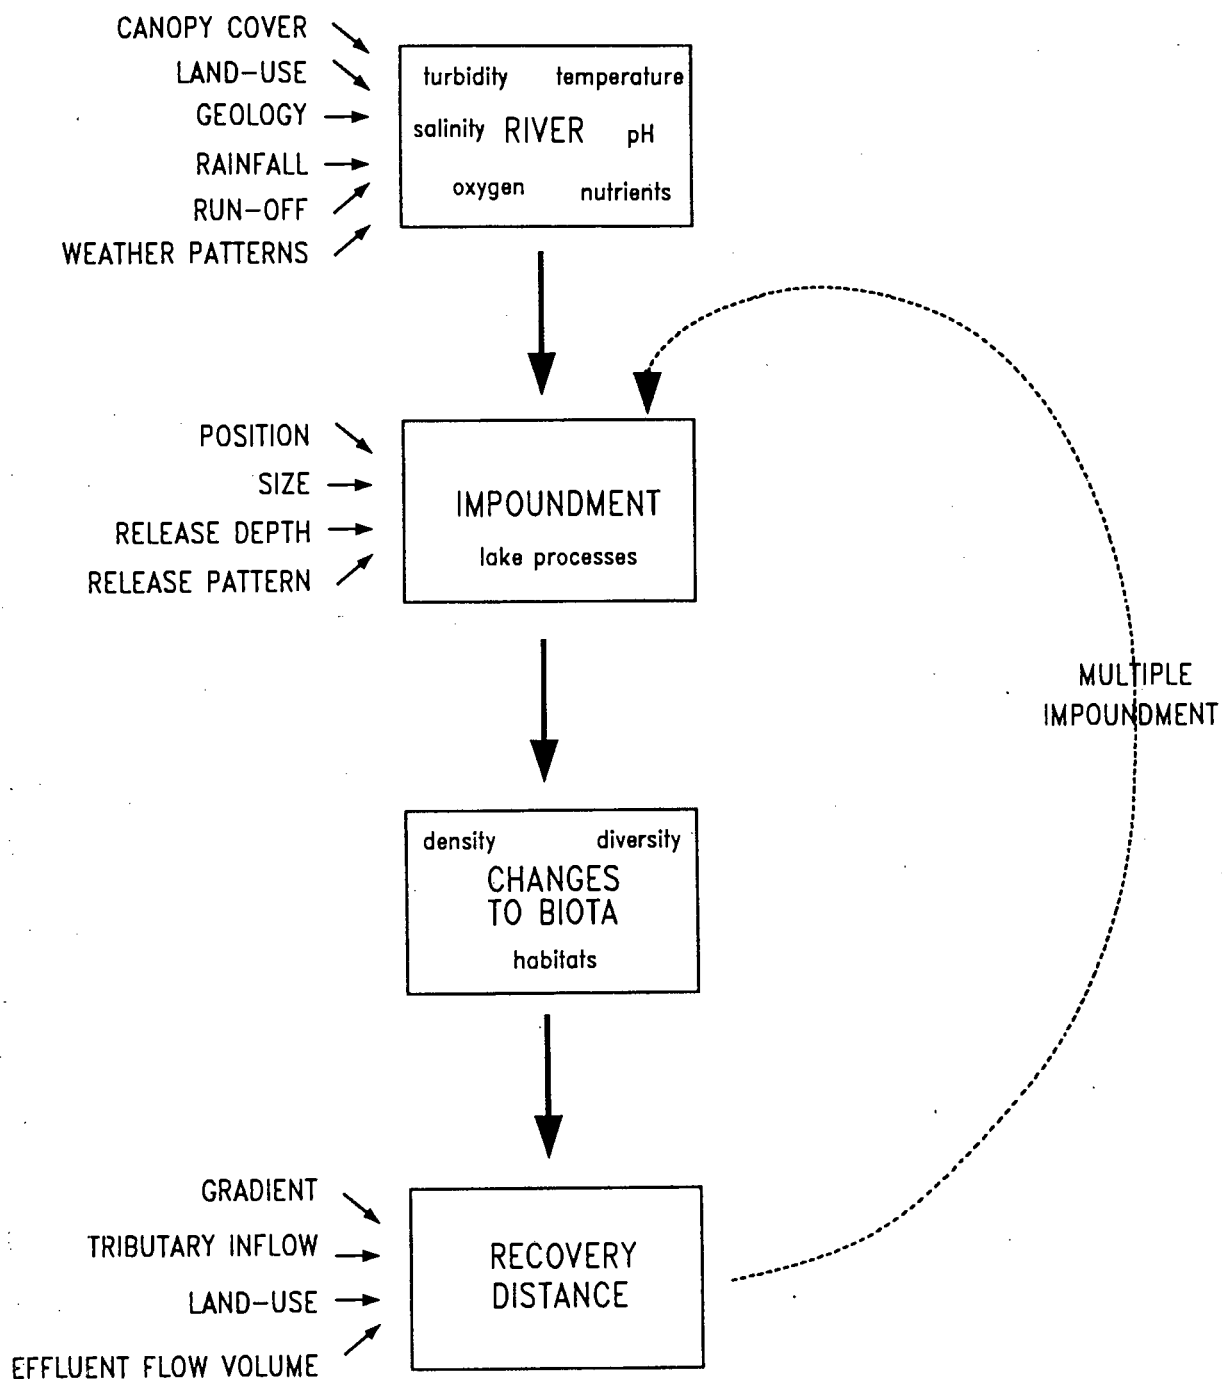 CANOPY COVER
LAND-USE
GEOLOGY
RAINFALL
RUN-OFF
WEATHER PATTERNS
turbidity temperature
salinity RIVER pH
oxygen nutrients
POSITION
SIZE
RELEASE DEPTH
RELEASE PATTERN
IMPOUNDMENT
lake processes
MULTIPLE
IMPOUNDMENT
density diversity
CHANGES
TO BIOTA
habitats
GRADIENT
TRIBUTARY INFLOW
LAND-USE
EFFLUENT FLOW VOLUME
RECOVERY
DISTANCE